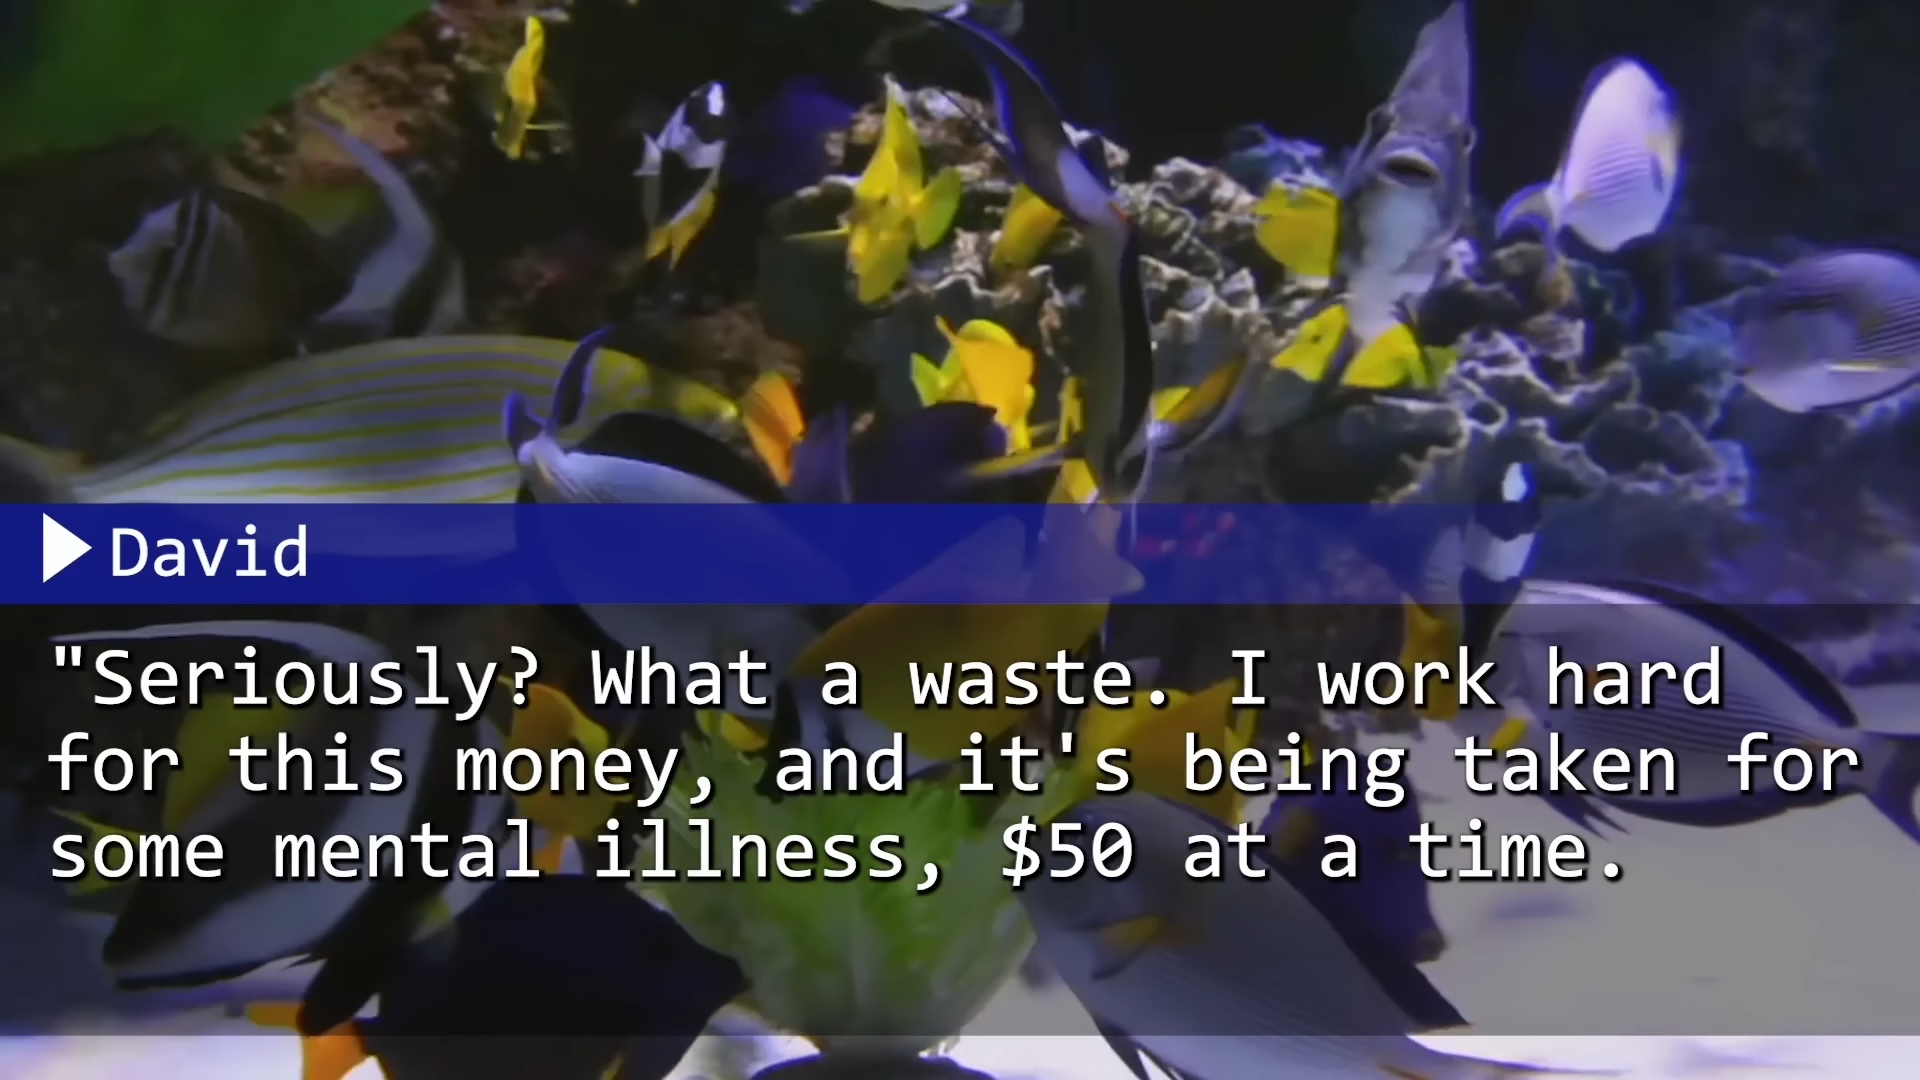 David
"Seriously? What a waste. I work hard
for this money, and it's being taken for
some mental illness, $50 at a time.